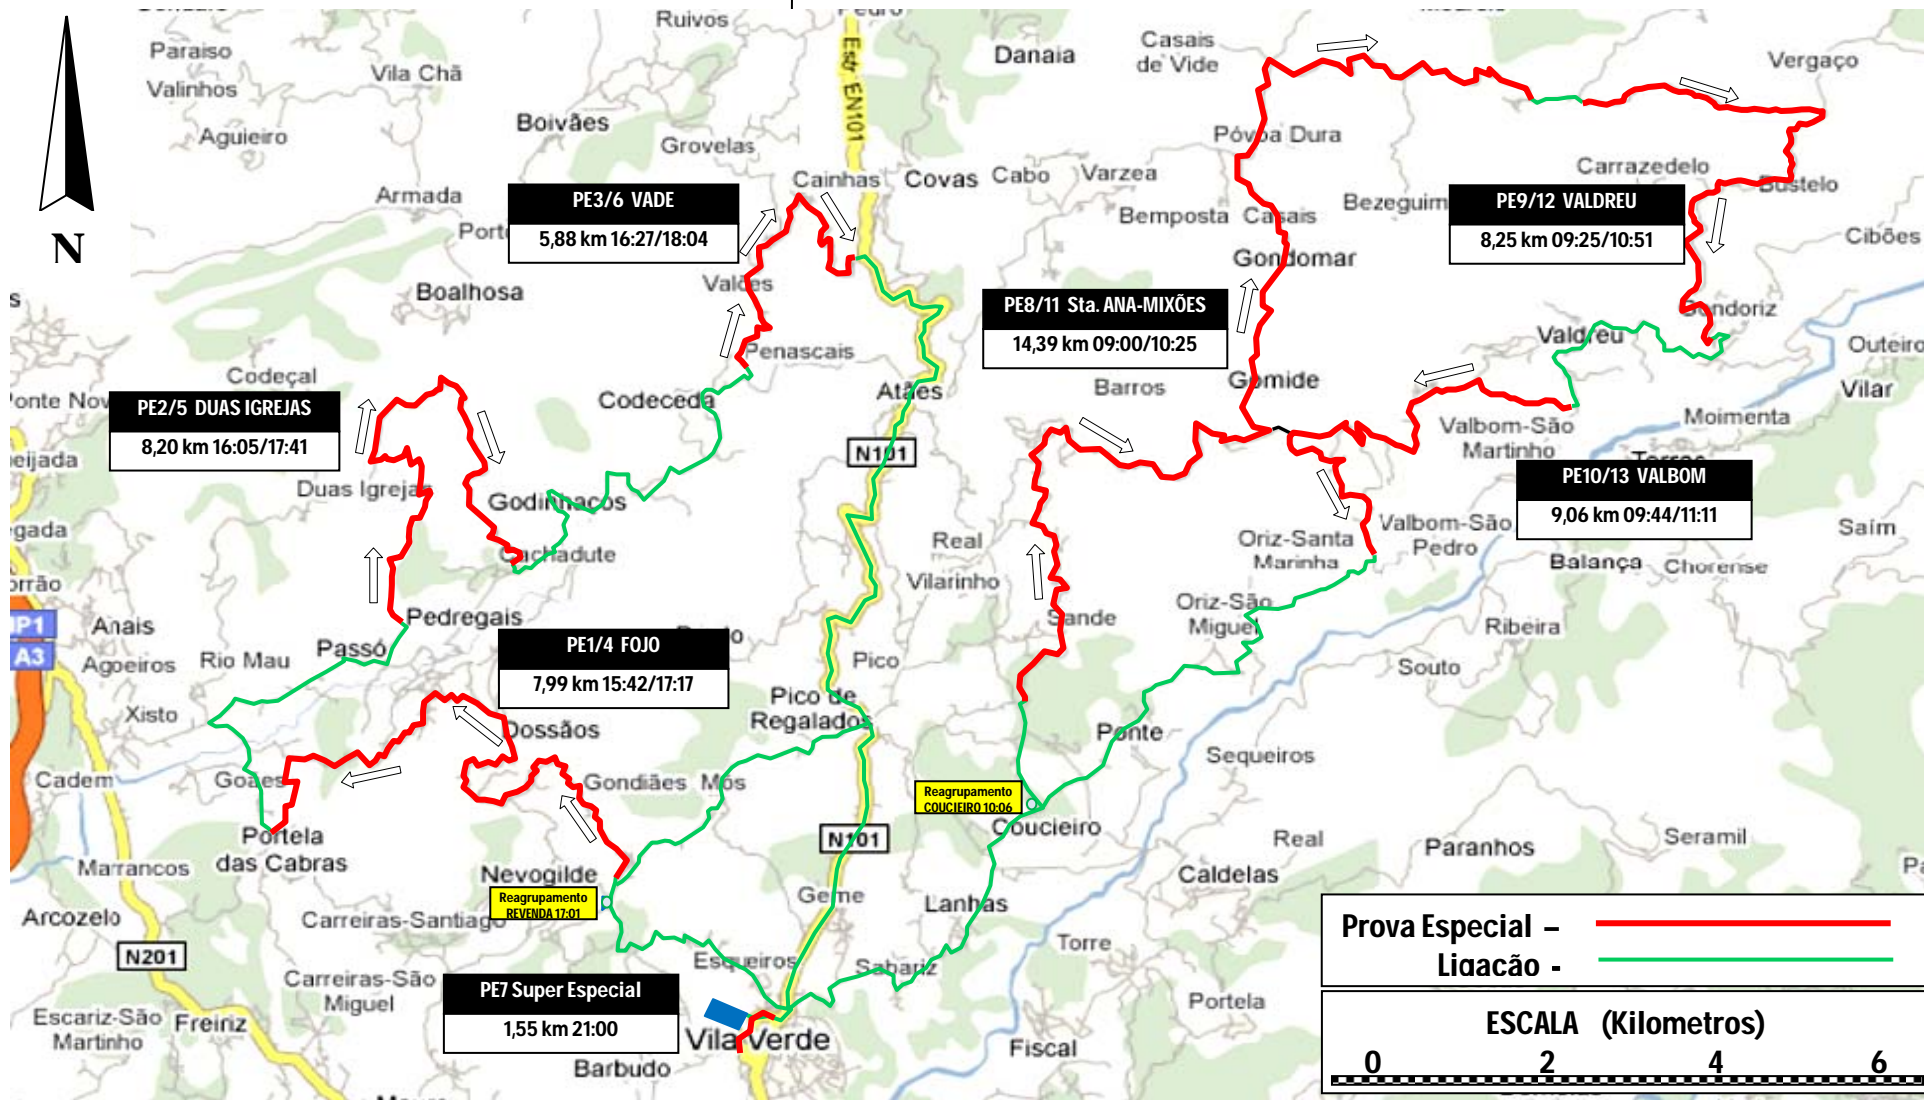 Ruivos
Pedro
Paraiso
Valinhos
Vila Chã
Estr EN101
Danaia
Casais
de Vide
Vergaço
Aguieiro
Boivães
Grovelas
Póvoa Dura
Armada
Cainhas
Covas
Cabo
Varzea
Carrazedelo
Bustelo
PE3/6 VADE
5,88 km 16:27/18:04
Bemposta
Casais
Bezeguim
PE9/12 VALDREU
8,25 km 09:25/10:51
Cibões
N
Gondomar
Boalhosa
Valões
PE8/11 Sta. ANA-MIXÕES
14,39 km 09:00/10:25
Valdreu
Gondoriz
Outeiro
Penascais
Codeçal
Codeceda
Atães
Barros
Gomide
Vilar
PE2/5 DUAS IGREJAS
8,20 km 16:05/17:41
Moimenta
Valbom-São
Martinho
N101
PE10/13 VALBOM
9,06 km 09:44/11:11
Duas Igrejas
Godinhaços
Cachadute
Real
Vilarinho
Oriz-Santa
Marinha
Valbom-São
Pedro
Saím
Balança
Chorense
IP1
A3
Anais
Agoeiros
Rio Mau
Passó
Pedregais
Sande
Oriz-São
Miguel
Ribeira
Souto
PE1/4 FOJO
7,99 km 15:42/17:17
Pico
Pico de
Regalados
Xisto
Dossãos
Ponte
Sequeiros
Cadem
Goães
Gondiães
Mós
Reagrupamento
COUCIEIRO 10:06
Coucieiro
Portela
das Cabras
N101
Real
Paranhos
Seramil
Marrancos
Nevogilde
Caldelas
Reagrupamento
REVENDA 17:01
Geme
Lanhas
Arcozelo
Carreiras-Santiago
Torre
Prova Especial –
Ligação -
N201
Esqueiros
Sabariz
Carreiras-São
Miguel
PE7 Super Especial
1,55 km 21:00
Portela
Escariz-São
Martinho
Freiriz
Vila Verde
Fiscal
Barbudo
ESCALA (Kilometros)
0 2 4 6